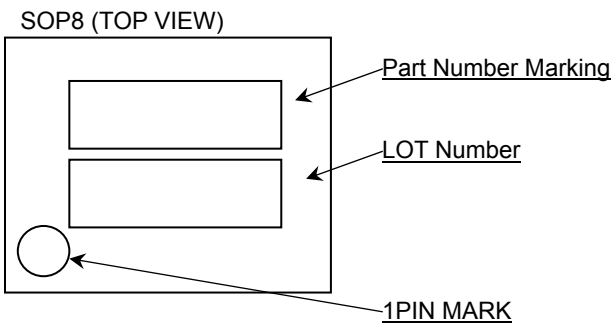 SOP8 (TOP VIEW)
Part Number Marking
LOT Number
1PIN MARK